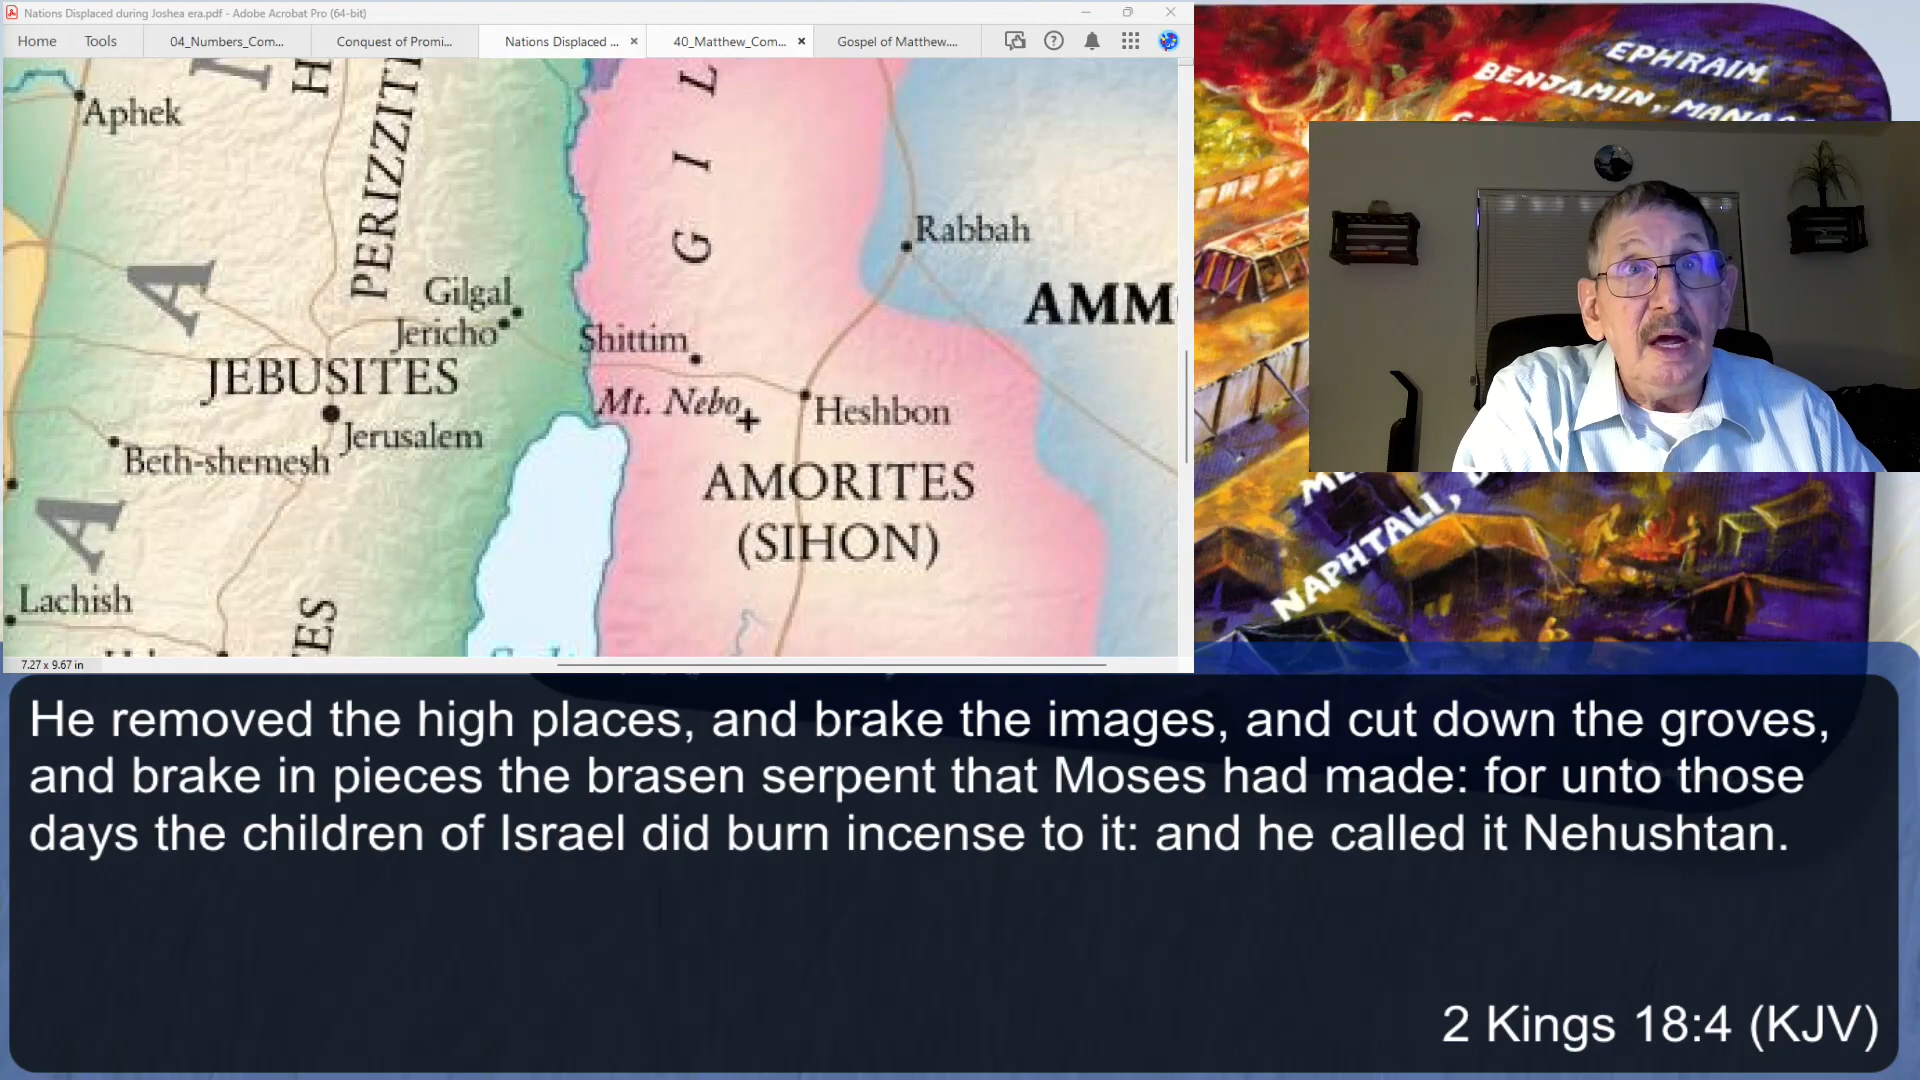 Nations Displaced during Joshea era.pdf - Adobe Acrobat Pro (64-bit)
Home Tools 04_Numbers_Com... Conquest of Promi... Nations Displaced ... 40_Matthew_Com... Gospel of Matthew....
Aphek
PERIZZITI
GIL
Rabbah
AMM
Gilgal
Jericho
Shittim
JEBUSITES
Mt. Nebo
Heshbon
Jerusalem
Beth-shemesh
AMORITES
(SIHON)
A
A
Lachish
ES
7.27 x 9.67 in
EPHRAIM
BENJAMIN, MANAS
NAPHTALI,
He removed the high places, and brake the images, and cut down the groves,
and brake in pieces the brasen serpent that Moses had made: for unto those
days the children of Israel did burn incense to it: and he called it Nehushtan.
2 Kings 18:4 (KJV)